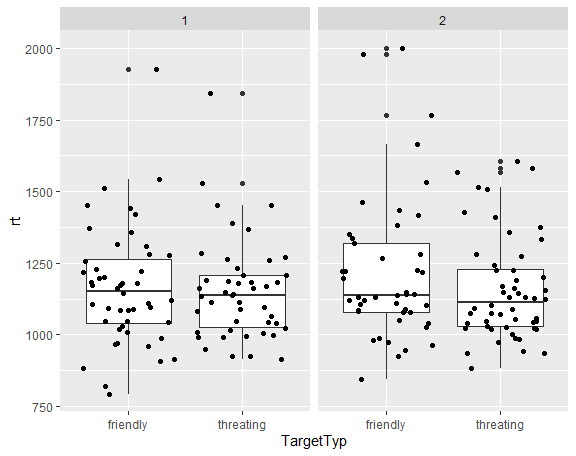 1
2
2000
1750
1500
1250
1000
750
rt
friendly
threating
friendly
threating
TargetTyp